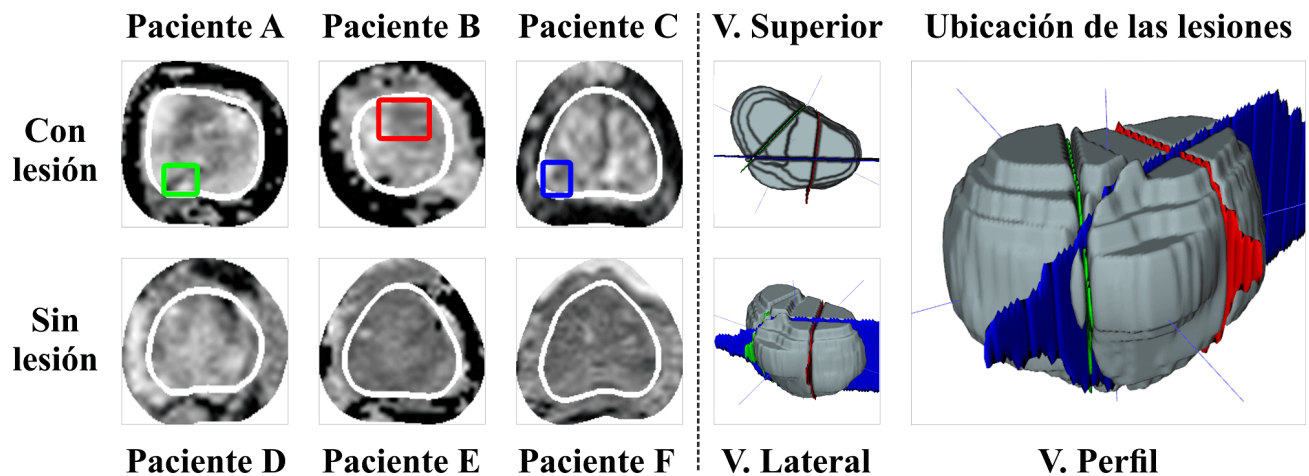 Paciente A Paciente B Paciente C V. Superior Ubicación de las lesiones
Con
lesión
Sin
lesión
Paciente D Paciente E Paciente F V. Lateral V. Perfil